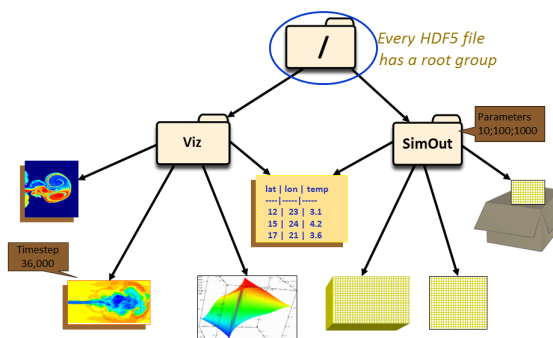 /
Every HDF5 file
has a root group
Parameters
10;100;1000
Viz
SimOut
lat | lon | temp
----|-----|-----
12 | 23 | 3.1
15 | 24 | 4.2
17 | 21 | 3.6
Timestep
36,000